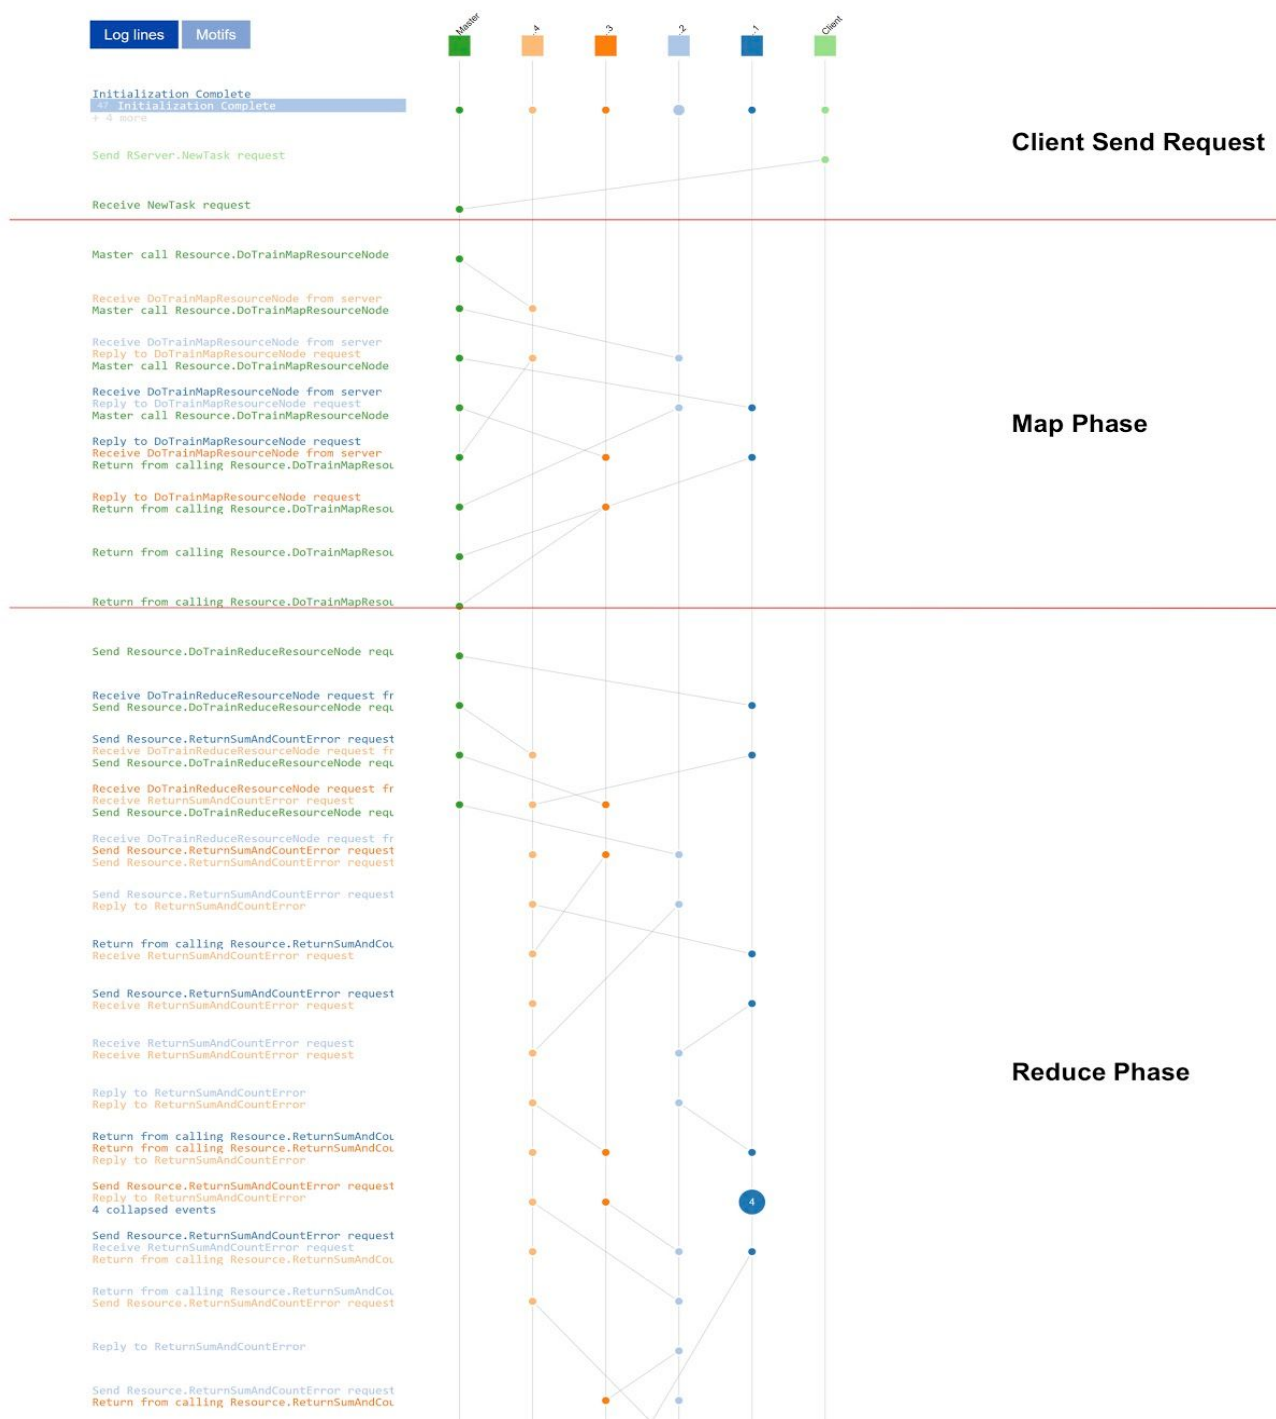 Log lines
Motifs
Master
..4
..3
..2
..1
Client
Initialization Complete
47 Initialization Complete
+ 4 more
Client Send Request
Send RServer.NewTask request
Receive NewTask request
Master call Resource.DoTrainMapResourceNode
Receive DoTrainMapResourceNode from server
Master call Resource.DoTrainMapResourceNode
Receive DoTrainMapResourceNode from server
Reply to DoTrainMapResourceNode request
Master call Resource.DoTrainMapResourceNode
Receive DoTrainMapResourceNode from server
Reply to DoTrainMapResourceNode request
Master call Resource.DoTrainMapResourceNode
Map Phase
Reply to DoTrainMapResourceNode request
Receive DoTrainMapResourceNode from server
Return from calling Resource.DoTrainMapResou
Reply to DoTrainMapResourceNode request
Return from calling Resource.DoTrainMapResou
Return from calling Resource.DoTrainMapResou
Return from calling Resource.DoTrainMapResou
Send Resource.DoTrainReduceResourceNode requ
Receive DoTrainReduceResourceNode request fr
Send Resource.DoTrainReduceResourceNode requ
Send Resource.ReturnSumAndCountError request
Receive DoTrainReduceResourceNode request fr
Send Resource.DoTrainReduceResourceNode requ
Receive DoTrainReduceResourceNode request fr
Receive ReturnSumAndCountError request
Send Resource.DoTrainReduceResourceNode requ
Receive DoTrainReduceResourceNode request fr
Send Resource.ReturnSumAndCountError request
Send Resource.ReturnSumAndCountError request
Send Resource.ReturnSumAndCountError request
Reply to ReturnSumAndCountError
Return from calling Resource.ReturnSumAndCou
Receive ReturnSumAndCountError request
Send Resource.ReturnSumAndCountError request
Receive ReturnSumAndCountError request
Receive ReturnSumAndCountError request
Receive ReturnSumAndCountError request
Reduce Phase
Reply to ReturnSumAndCountError
Reply to ReturnSumAndCountError
Return from calling Resource.ReturnSumAndCou
Return from calling Resource.ReturnSumAndCou
Reply to ReturnSumAndCountError
Send Resource.ReturnSumAndCountError request
Reply to ReturnSumAndCountError
4 collapsed events
4
Send Resource.ReturnSumAndCountError request
Receive ReturnSumAndCountError request
Return from calling Resource.ReturnSumAndCou
Return from calling Resource.ReturnSumAndCou
Send Resource.ReturnSumAndCountError request
Reply to ReturnSumAndCountError
Send Resource.ReturnSumAndCountError request
Return from calling Resource.ReturnSumAndCou